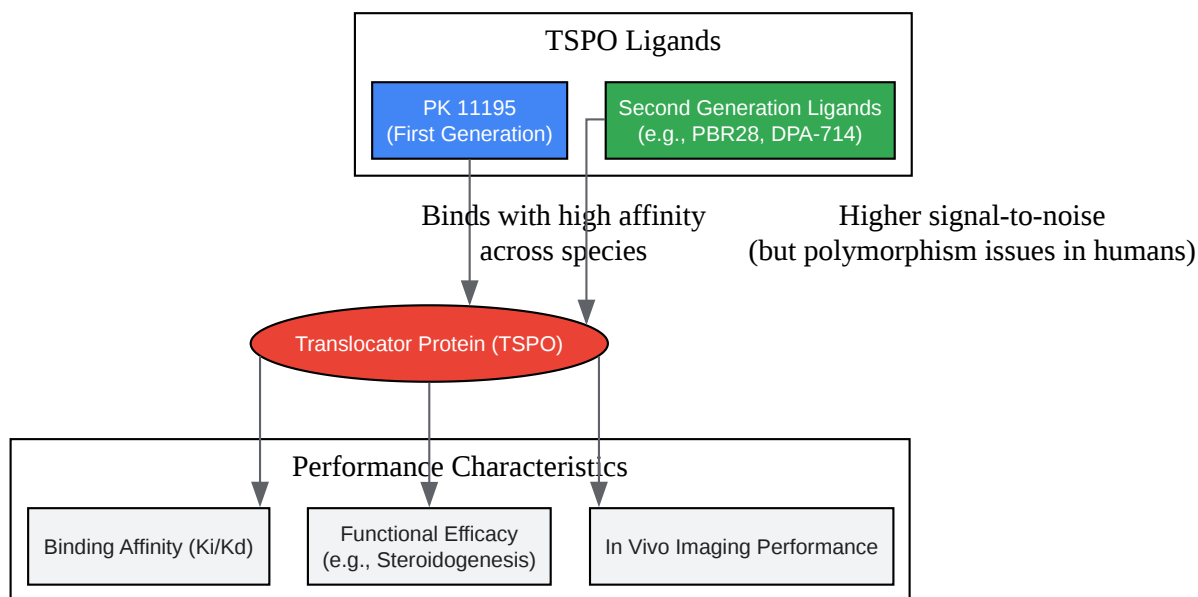 TSPO Ligands
PK 11195
(First Generation)
Second Generation Ligands
(e.g., PBR28, DPA-714)
Binds with high affinity
across species
Higher signal-to-noise
(but polymorphism issues in humans)
Translocator Protein (TSPO)
Performance Characteristics
Binding Affinity (Ki/Kd)
Functional Efficacy
(e.g., Steroidogenesis)
In Vivo Imaging Performance